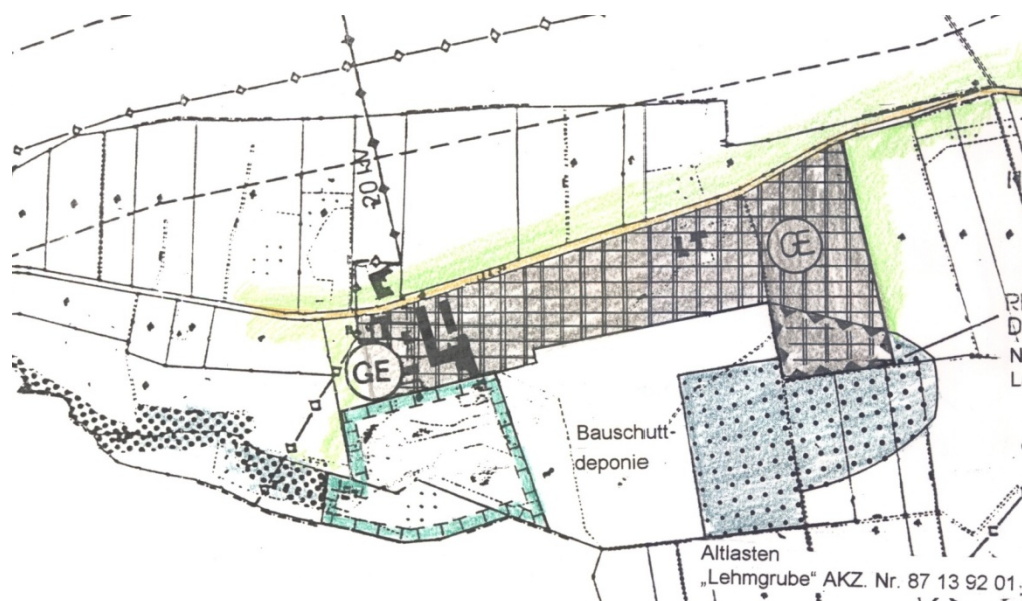 20 kV
GE
GE
R
D
N
L
Bauschutt-
deponie
Altlasten
„Lehmgrube“ AKZ. Nr. 87 13 92 01